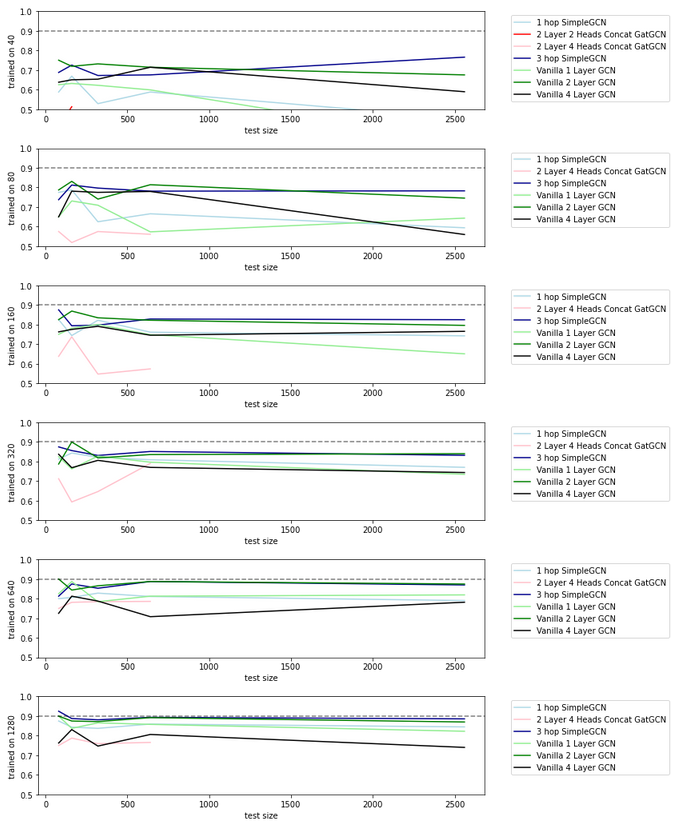 1.0
0.9
0.8
0.7
0.6
0.5
trained on 40
0 500 1000 1500 2000 2500
test size
1 hop SimpleGCN
2 Layer 2 Heads Concat GatGCN
2 Layer 4 Heads Concat GatGCN
3 hop SimpleGCN
Vanilla 1 Layer GCN
Vanilla 2 Layer GCN
Vanilla 4 Layer GCN
1.0
0.9
0.8
0.7
0.6
0.5
trained on 80
0 500 1000 1500 2000 2500
test size
1 hop SimpleGCN
2 Layer 4 Heads Concat GatGCN
3 hop SimpleGCN
Vanilla 1 Layer GCN
Vanilla 2 Layer GCN
Vanilla 4 Layer GCN
1.0
0.9
0.8
0.7
0.6
0.5
trained on 160
0 500 1000 1500 2000 2500
test size
1 hop SimpleGCN
2 Layer 4 Heads Concat GatGCN
3 hop SimpleGCN
Vanilla 1 Layer GCN
Vanilla 2 Layer GCN
Vanilla 4 Layer GCN
1.0
0.9
0.8
0.7
0.6
0.5
trained on 320
0 500 1000 1500 2000 2500
test size
1 hop SimpleGCN
2 Layer 4 Heads Concat GatGCN
3 hop SimpleGCN
Vanilla 1 Layer GCN
Vanilla 2 Layer GCN
Vanilla 4 Layer GCN
1.0
0.9
0.8
0.7
0.6
0.5
trained on 640
0 500 1000 1500 2000 2500
test size
1 hop SimpleGCN
2 Layer 4 Heads Concat GatGCN
3 hop SimpleGCN
Vanilla 1 Layer GCN
Vanilla 2 Layer GCN
Vanilla 4 Layer GCN
1.0
0.9
0.8
0.7
0.6
0.5
trained on 1280
0 500 1000 1500 2000 2500
test size
1 hop SimpleGCN
2 Layer 4 Heads Concat GatGCN
3 hop SimpleGCN
Vanilla 1 Layer GCN
Vanilla 2 Layer GCN
Vanilla 4 Layer GCN